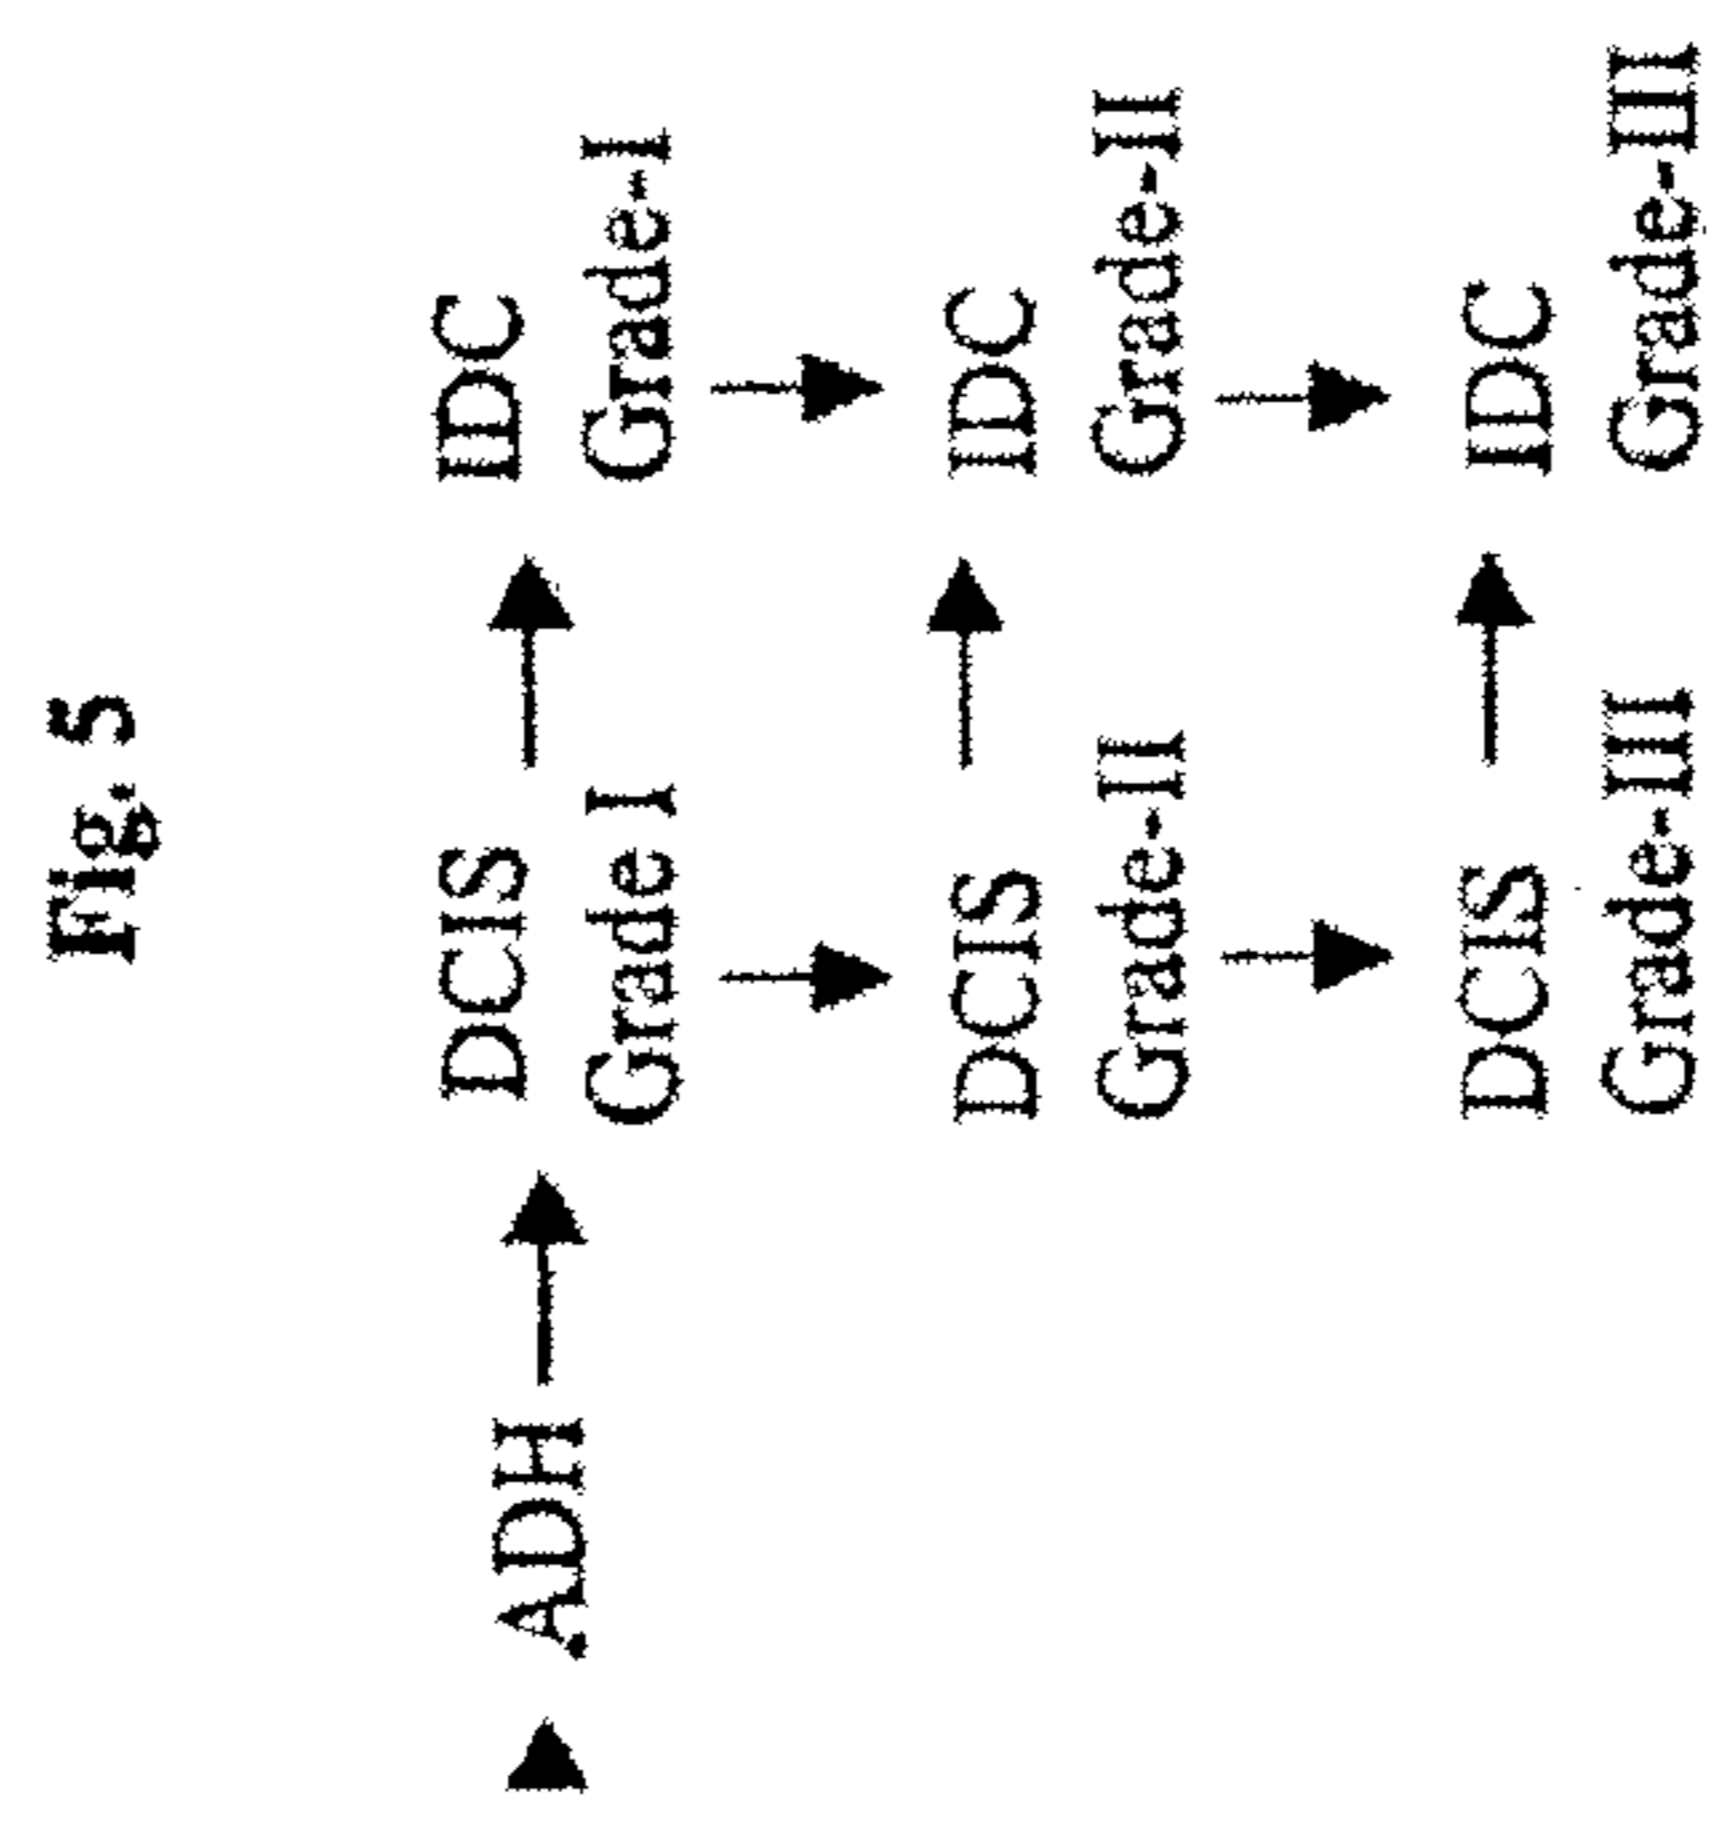 Fig. 5
ADH
DCIS
Grade I
IDC
Grade-I
DCIS
Grade-II
IDC
Grade-II
DCIS
Grade-III
IDC
Grade-III